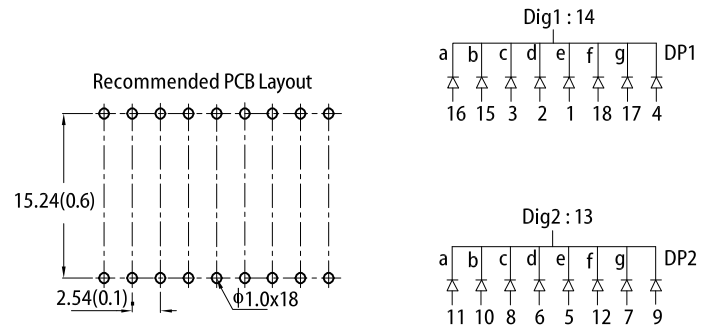 Recommended PCB Layout
15.24(0.6)
2.54(0.1)
ϕ1.0x18
Dig1 : 14
a b c d e f g DP1
16 15 3 2 1 18 17 4
Dig2 : 13
a b c d e f g DP2
11 10 8 6 5 12 7 9